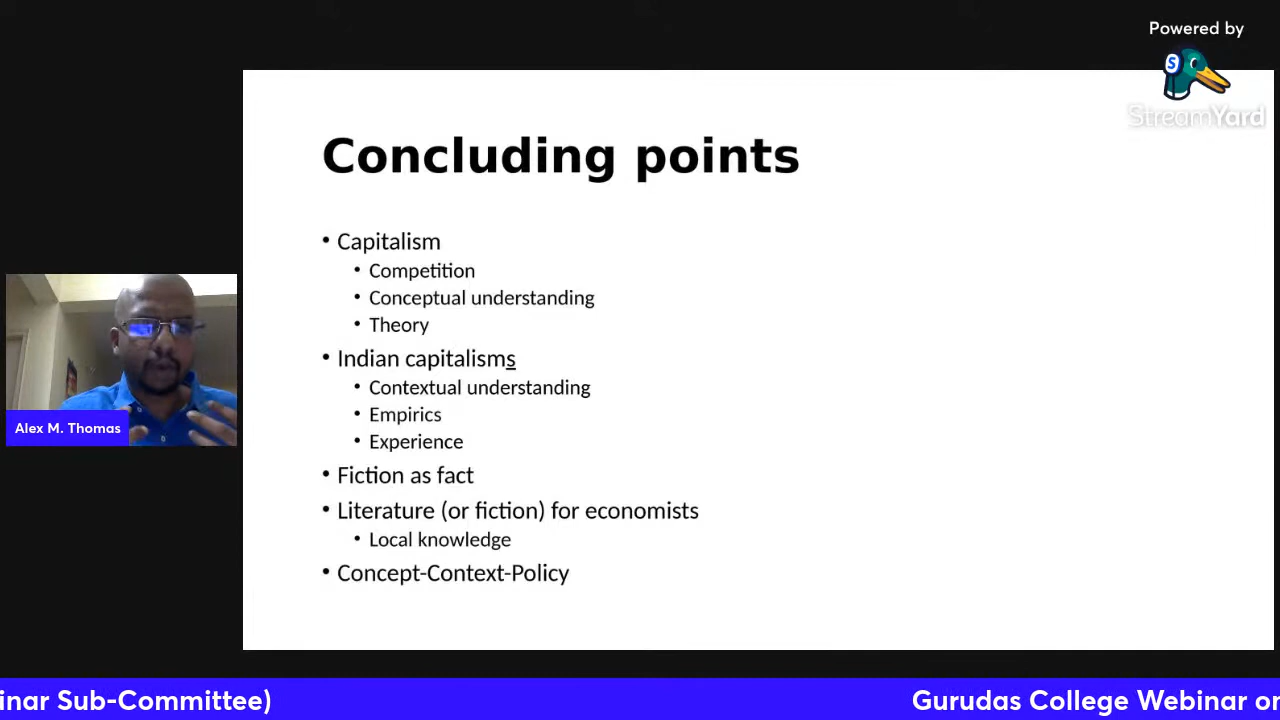 Powered by
StreamYard
Concluding points
• Capitalism
• Competition
• Conceptual understanding
• Theory
• Indian capitalisms
• Contextual understanding
• Empirics
• Experience
• Fiction as fact
• Literature (or fiction) for economists
• Local knowledge
• Concept-Context-Policy
Alex M. Thomas
inar Sub-Committee) Gurudas College Webinar on